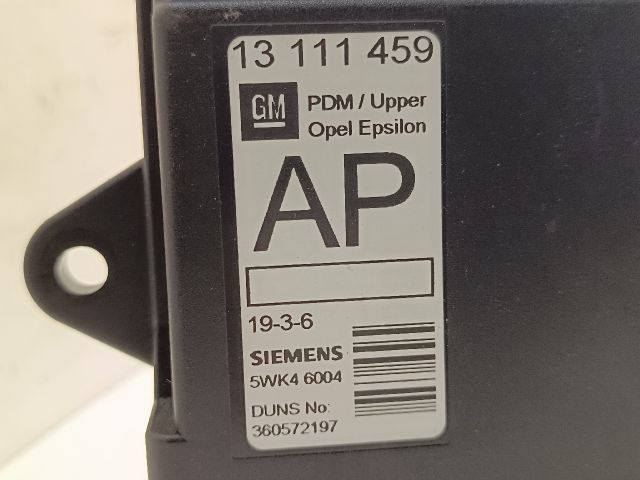 13 111 459
GM PDM / Upper
Opel Epsilon
AP
19-3-6
SIEMENS
5WK4 6004
DUNS No:
360572197